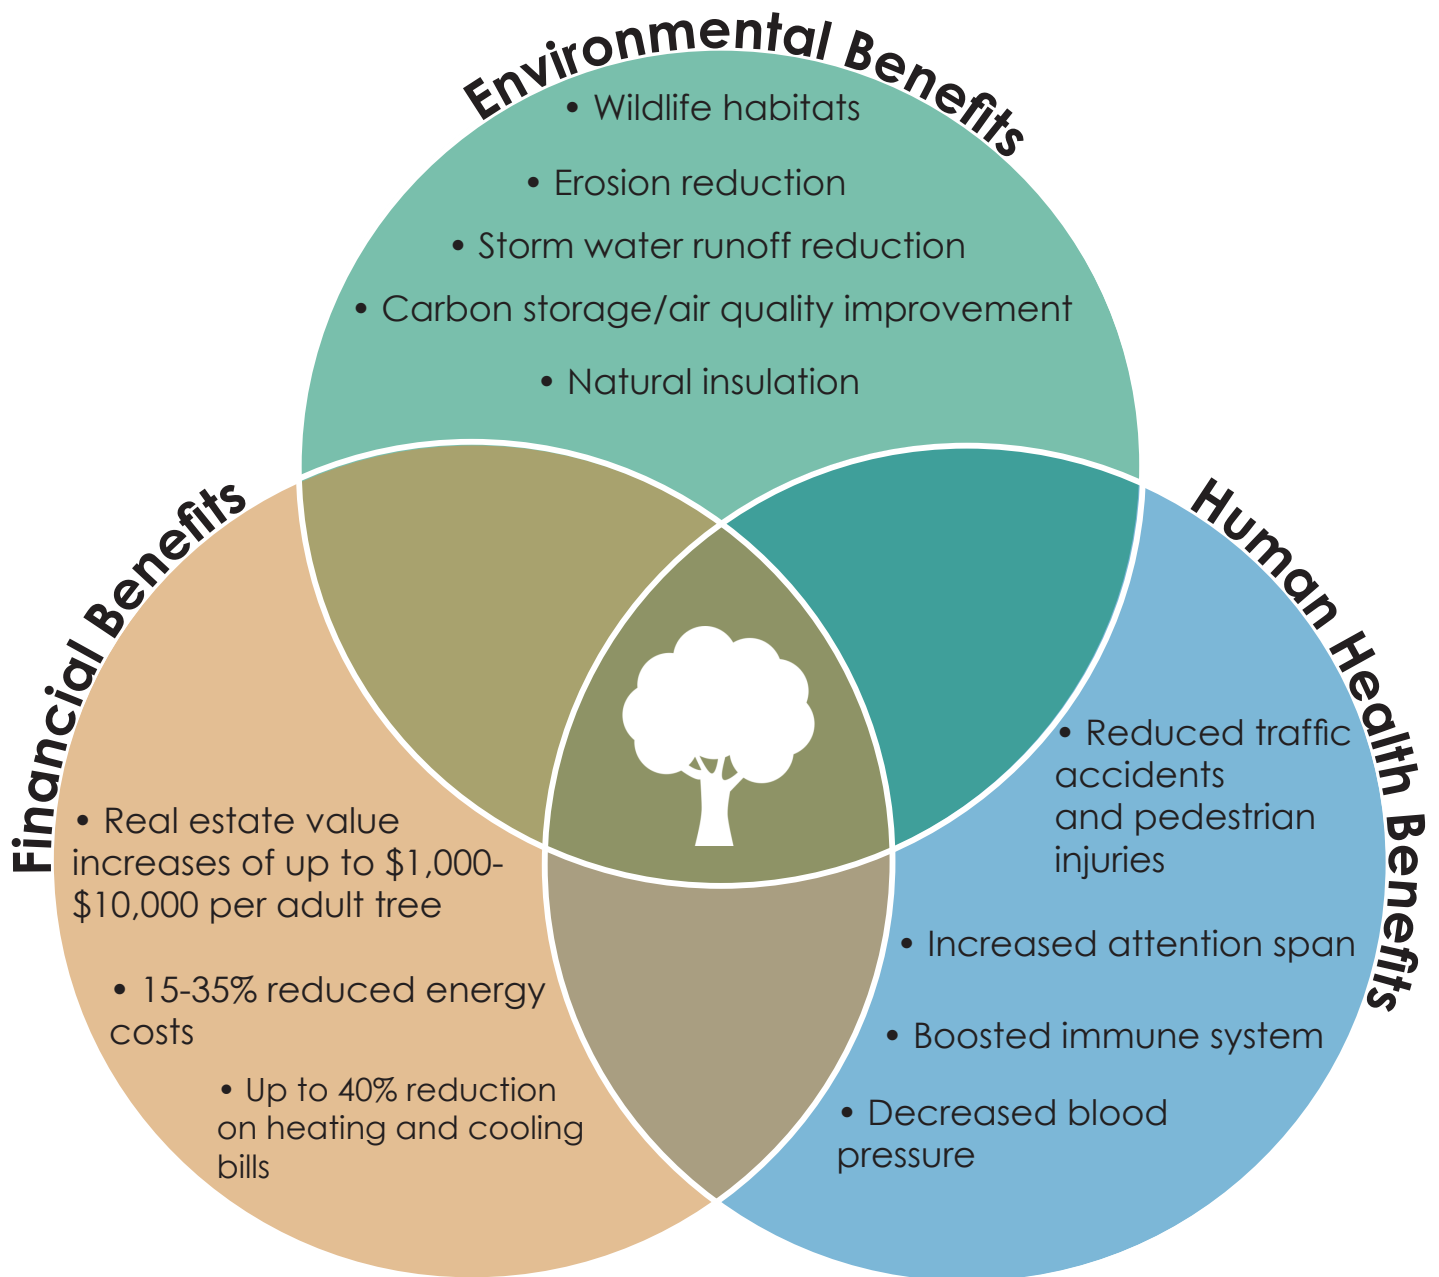 Environmental Benefits
• Wildlife habitats
• Erosion reduction
• Storm water runoff reduction
• Carbon storage/air quality improvement
• Natural insulation
Financial Benefits
• Real estate value
increases of up to $1,000-
$10,000 per adult tree
• 15-35% reduced energy
costs
• Up to 40% reduction
on heating and cooling
bills
Human Health Benefits
• Reduced traffic
accidents
and pedestrian
injuries
• Increased attention span
• Boosted immune system
• Decreased blood
pressure